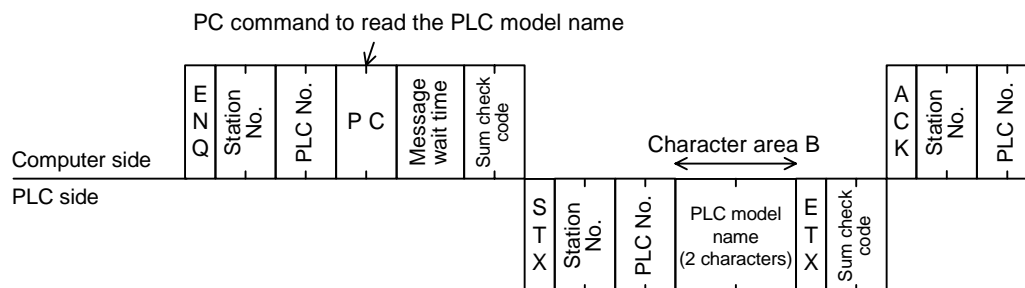 PC command to read the PLC model name
E
N
Q
Station
No.
PLC No.
P C
Message
wait time
Sum check
code
Character area B
A
C
K
Station
No.
PLC No.
Computer side
PLC side
S
T
X
Station
No.
PLC No.
PLC model
name
(2 characters)
E
T
X
Sum check
code